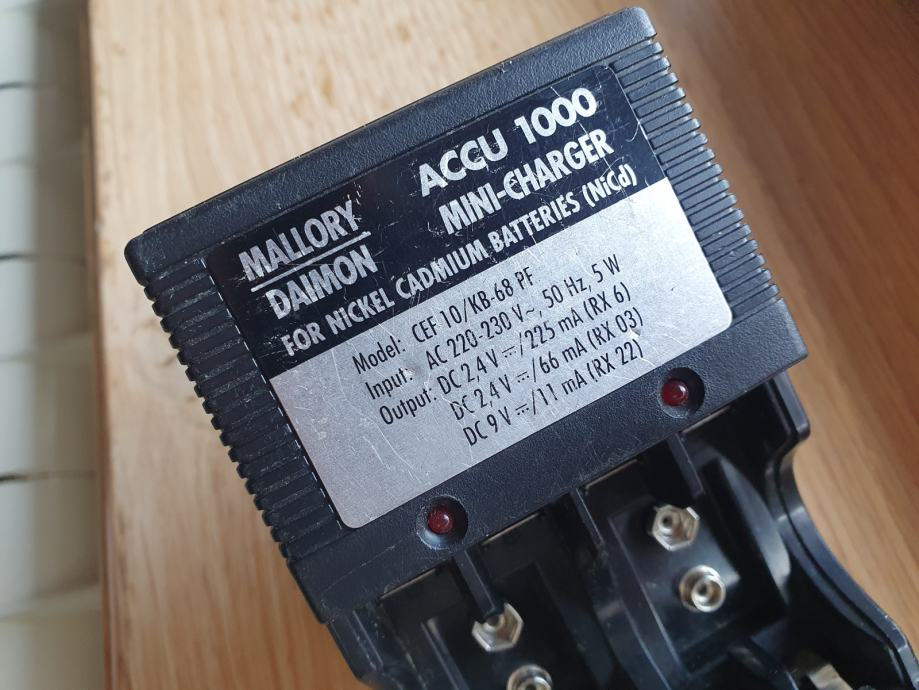 MALLORY
DAIMON
ACCU 1000
MINI-CHARGER
FOR NICKEL CADMIUM BATTERIES (NiCd)
Model: CEF 10/KB-68 PF
Input: AC 220-230 V~, 50 Hz, 5 W
Output: DC 2,4 V ⎓/225 mA (RX 6)
DC 2,4 V ⎓/66 mA (RX 03)
DC 9 V ⎓/11 mA (RX 22)